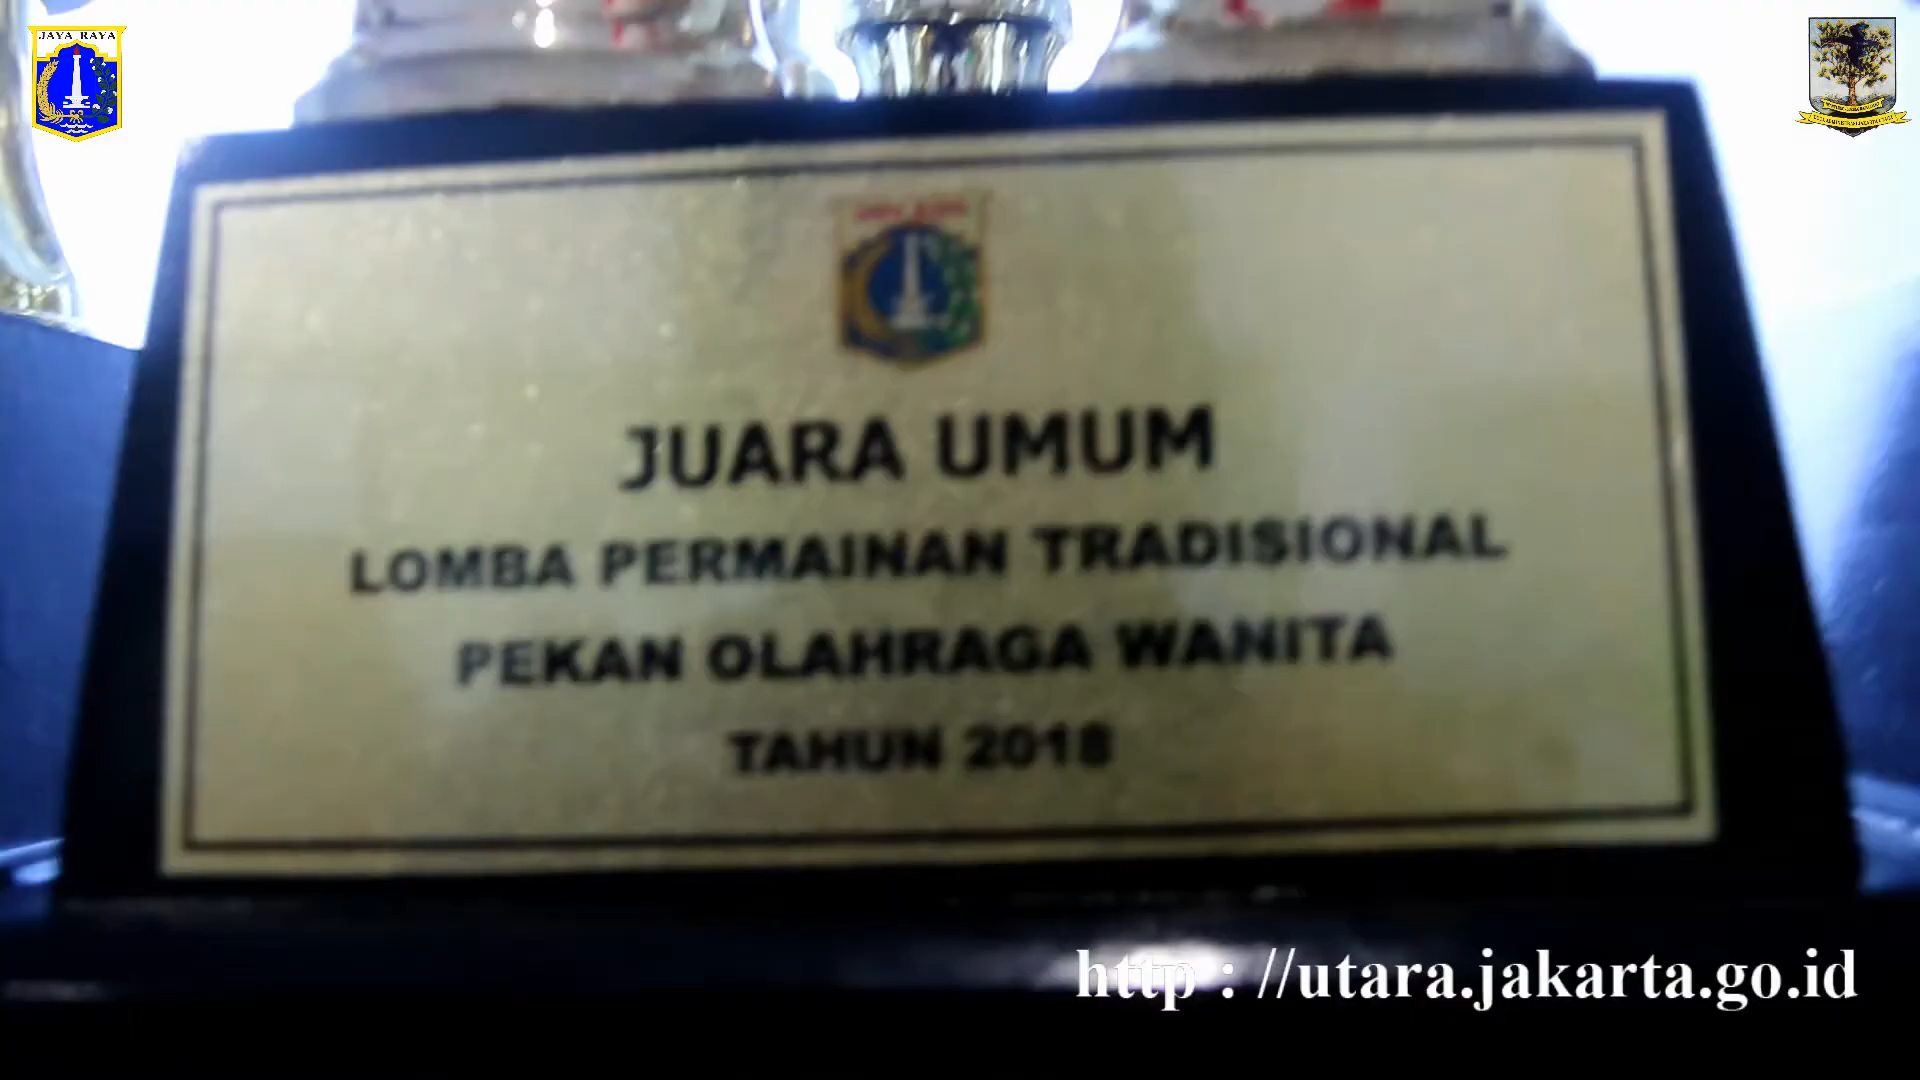 JAYA RAYA
JUARA UMUM
LOMBA PERMAINAN TRADISIONAL
PEKAN OLAHRAGA WANITA
TAHUN 2018
http : //utara.jakarta.go.id